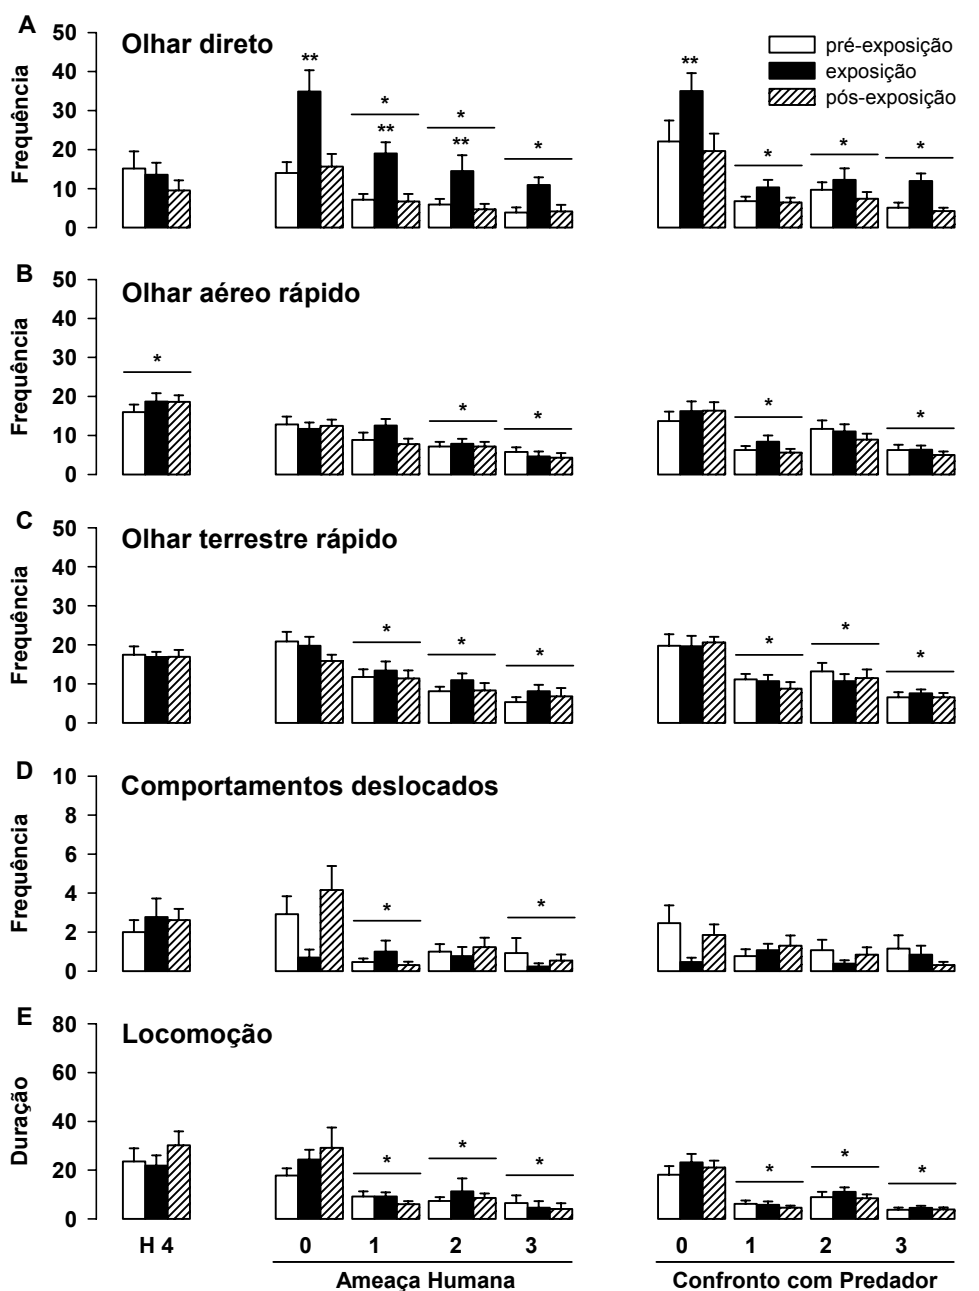 A
Olhar direto
50
40
30
20
10
0
Frequência
** * ** * ** *
** * * *
pré-exposição
exposição
pós-exposição
B
Olhar aéreo rápido
50
40
30
20
10
0
Frequência
* * * * *
C
Olhar terrestre rápido
50
40
30
20
10
0
Frequência
* * * * * *
D
Comportamentos deslocados
10
8
6
4
2
0
Frequência
* *
E
Locomoção
80
60
40
20
0
Duração
* * * * * *
H 4 0 1 2 3 0 1 2 3
Ameaça Humana Confronto com Predador